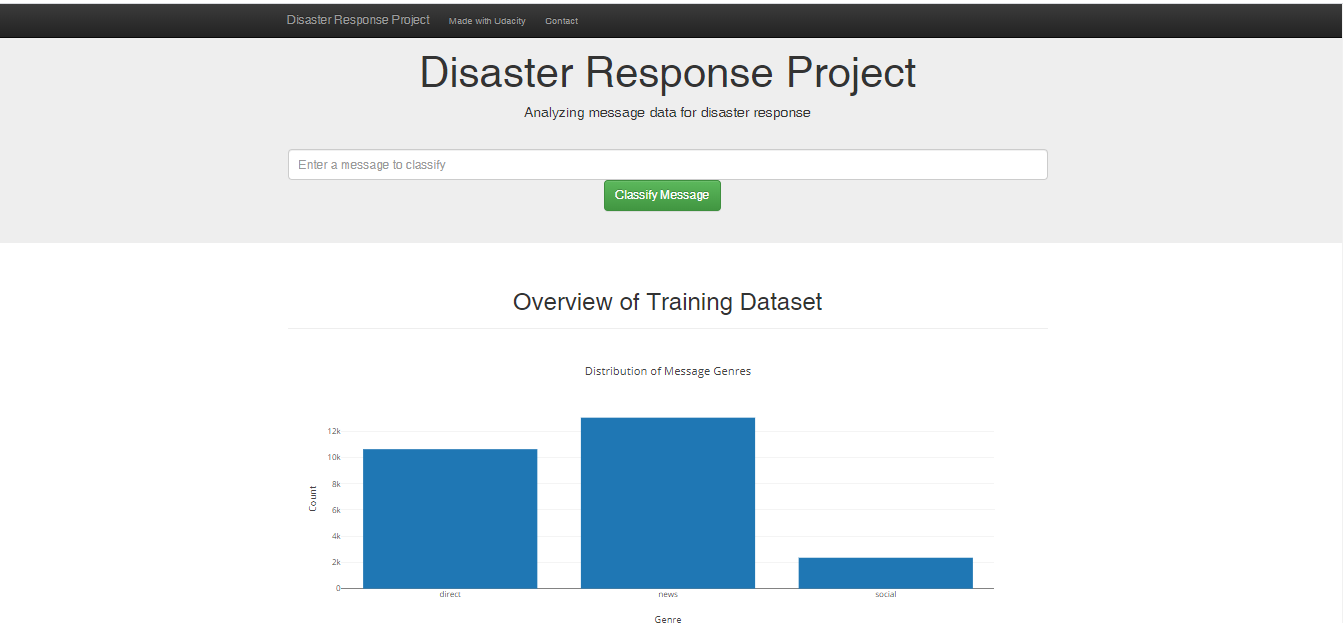 Disaster Response Project Made with Udacity Contact
Disaster Response Project
Analyzing message data for disaster response
Enter a message to classify
Classify Message
Overview of Training Dataset
Distribution of Message Genres
12k
10k
8k
6k
4k
2k
0
Count
direct news social
Genre